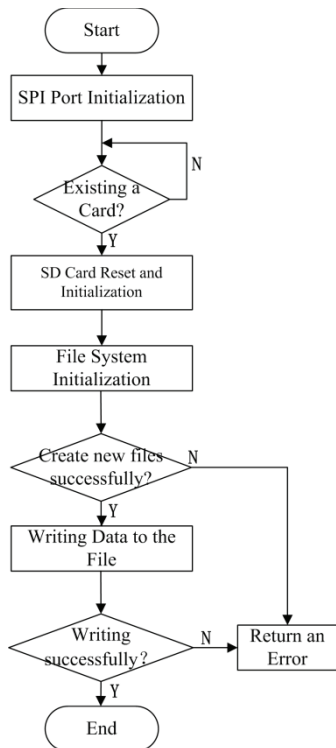 Start
SPI Port Initialization
N
Existing a
Card?
Y
SD Card Reset and
Initialization
File System
Initialization
Create new files
successfully?
N
Y
Writing Data to the
File
Writing
successfully?
N
Return an
Error
Y
End